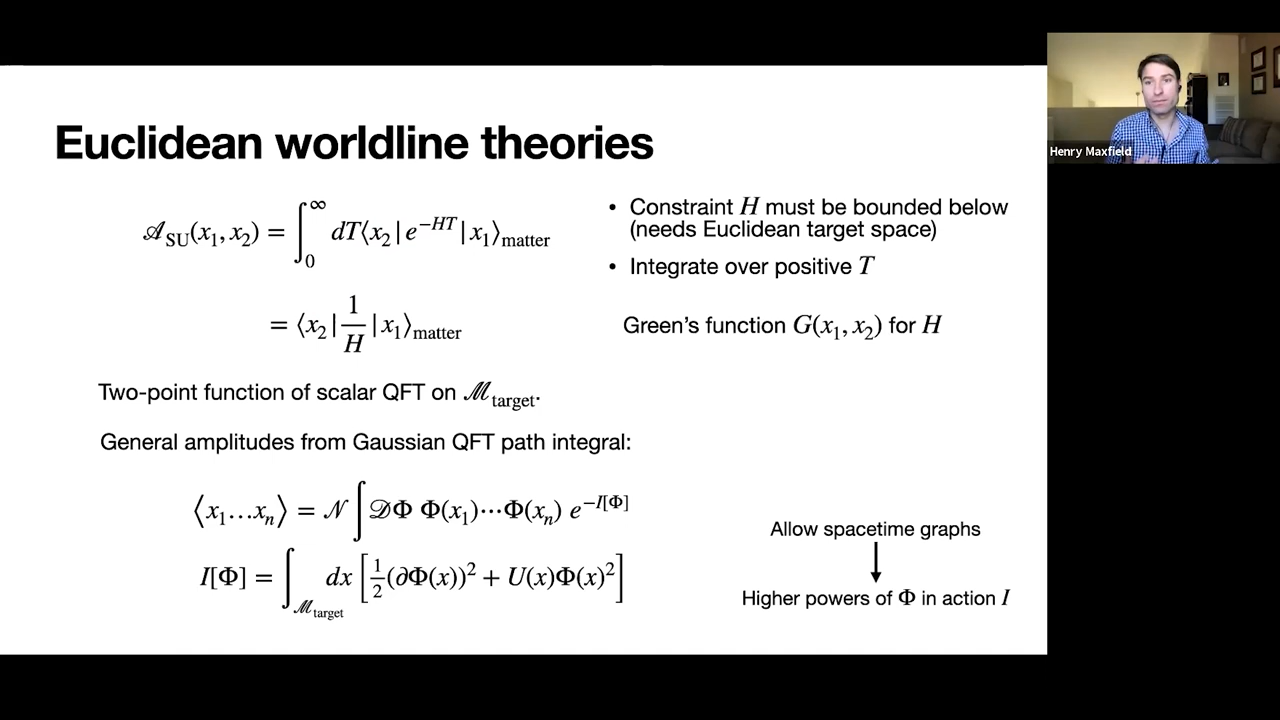 Euclidean worldline theories
𝒜_SU(x₁, x₂) = ∫₀^∞ dT⟨x₂ | e^{−HT} | x₁⟩_matter
• Constraint H must be bounded below
(needs Euclidean target space)
• Integrate over positive T
= ⟨x₂ | 1/H | x₁⟩_matter
Green's function G(x₁, x₂) for H
Two-point function of scalar QFT on ℳ_target.
General amplitudes from Gaussian QFT path integral:
⟨x₁…xₙ⟩ = 𝒩 ∫ 𝒟Φ Φ(x₁)⋯Φ(xₙ) e^{−I[Φ]}
I[Φ] = ∫_{ℳ_target} dx [½(∂Φ(x))² + U(x)Φ(x)²]
Allow spacetime graphs
Higher powers of Φ in action I
Henry Maxfield